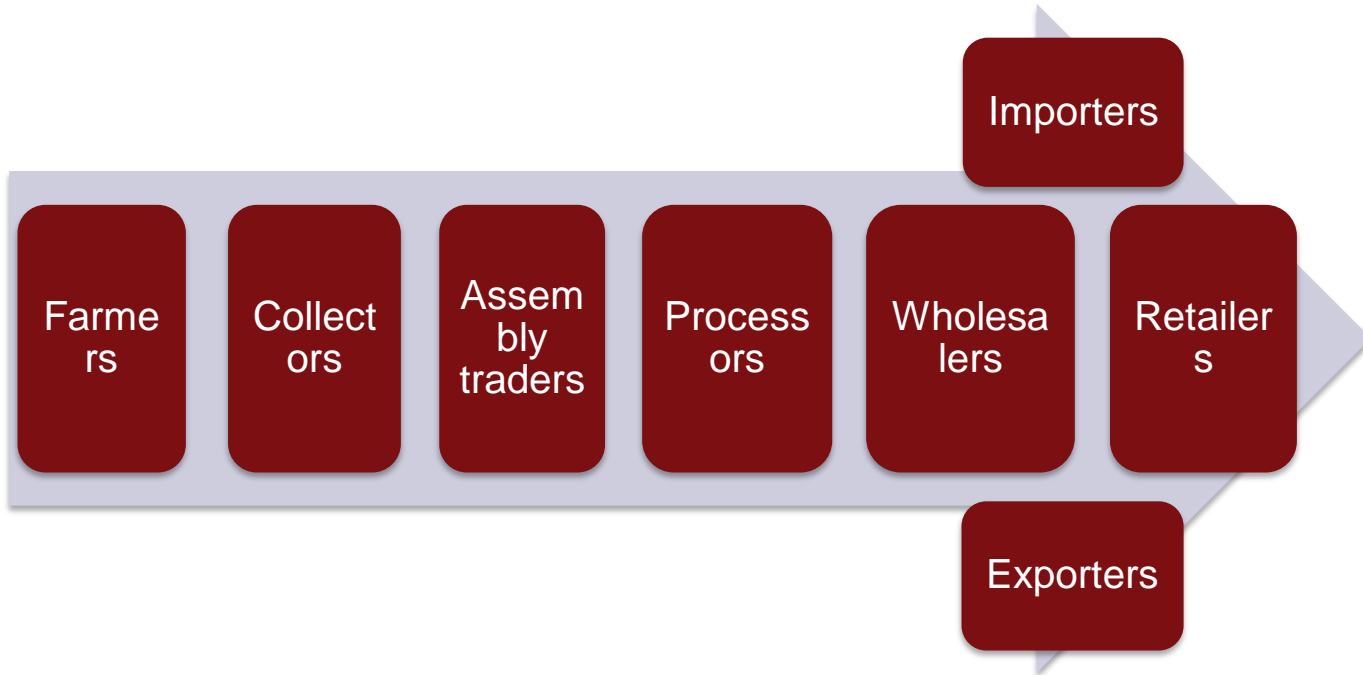 Importers
Farme
rs
Collect
ors
Assem
bly
traders
Process
ors
Wholesa
lers
Retailer
s
Exporters